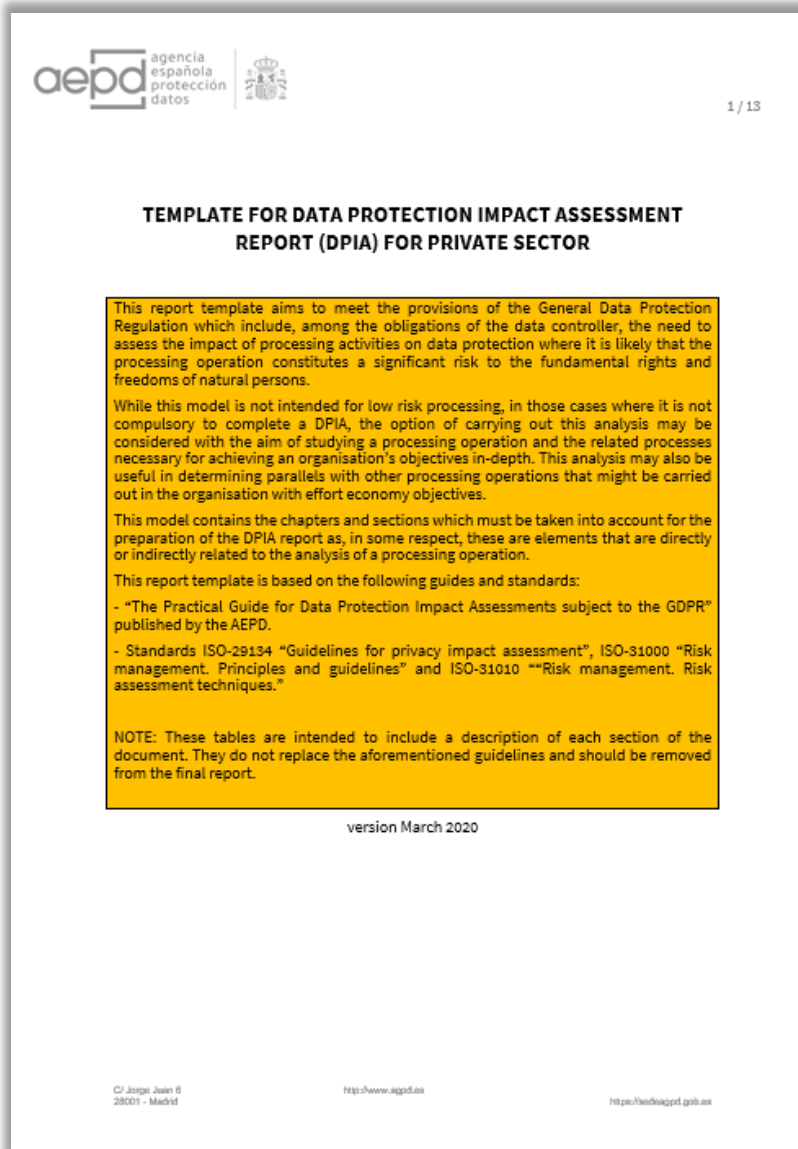 aepd
agencia
española
protección
datos
1 / 13
TEMPLATE FOR DATA PROTECTION IMPACT ASSESSMENT
REPORT (DPIA) FOR PRIVATE SECTOR
This report template aims to meet the provisions of the General Data Protection
Regulation which include, among the obligations of the data controller, the need to
assess the impact of processing activities on data protection where it is likely that the
processing operation constitutes a significant risk to the fundamental rights and
freedoms of natural persons.
While this model is not intended for low risk processing, in those cases where it is not
compulsory to complete a DPIA, the option of carrying out this analysis may be
considered with the aim of studying a processing operation and the related processes
necessary for achieving an organisation’s objectives in-depth. This analysis may also be
useful in determining parallels with other processing operations that might be carried
out in the organisation with effort economy objectives.
This model contains the chapters and sections which must be taken into account for the
preparation of the DPIA report as, in some respect, these are elements that are directly
or indirectly related to the analysis of a processing operation.
This report template is based on the following guides and standards:
- “The Practical Guide for Data Protection Impact Assessments subject to the GDPR”
published by the AEPD.
- Standards ISO-29134 “Guidelines for privacy impact assessment”, ISO-31000 “Risk
management. Principles and guidelines” and ISO-31010 ““Risk management. Risk
assessment techniques.”
NOTE: These tables are intended to include a description of each section of the
document. They do not replace the aforementioned guidelines and should be removed
from the final report.
version March 2020
C/ Jorge Juan 6
28001 - Madrid
http://www.agpd.es
https://sedeagpd.gob.es